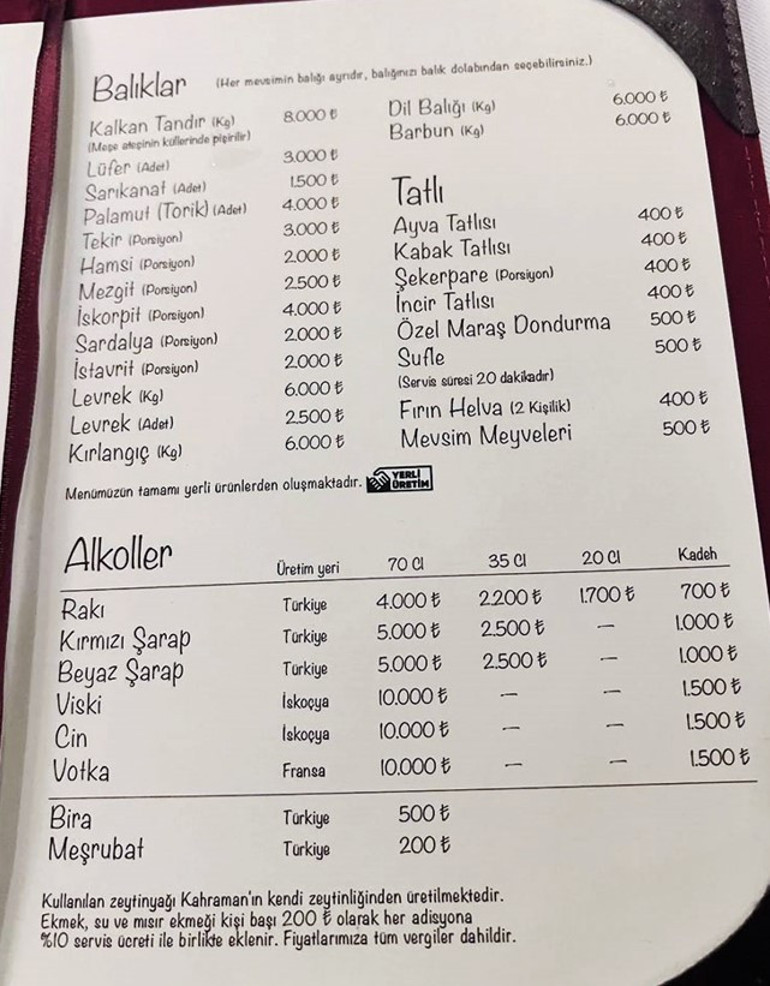 Balıklar (Her mevsimin balığı ayrıdır, balığınızı balık dolabından seçebilirsiniz.)
Kalkan Tandır (Kg) 8.000 ₺
(Meşe ateşinin küllerinde pişirilir)
Lüfer (Adet) 3.000 ₺
Sarıkanat (Adet) 1.500 ₺
Palamut (Torik) (Adet) 4.000 ₺
Tekir (Porsiyon) 3.000 ₺
Hamsi (Porsiyon) 2.000 ₺
Mezgit (Porsiyon) 2.500 ₺
İskorpit (Porsiyon) 4.000 ₺
Sardalya (Porsiyon) 2.000 ₺
İstavrit (Porsiyon) 2.000 ₺
Levrek (Kg) 6.000 ₺
Levrek (Adet) 2.500 ₺
Kırlangıç (Kg) 6.000 ₺
Dil Balığı (Kg) 6.000 ₺
Barbun (Kg) 6.000 ₺
Tatlı
Ayva Tatlısı 400 ₺
Kabak Tatlısı 400 ₺
Şekerpare (Porsiyon) 400 ₺
İncir Tatlısı 400 ₺
Özel Maraş Dondurma 500 ₺
Sufle 500 ₺
(Servis süresi 20 dakikadır)
Fırın Helva (2 Kişilik) 400 ₺
Mevsim Meyveleri 500 ₺
Menümüzün tamamı yerli ürünlerden oluşmaktadır. YERLİ ÜRETİM
Alkoller Üretim yeri 70 Cl 35 Cl 20 Cl Kadeh
Rakı Türkiye 4.000 ₺ 2.200 ₺ 1.700 ₺ 700 ₺
Kırmızı Şarap Türkiye 5.000 ₺ 2.500 ₺ — 1.000 ₺
Beyaz Şarap Türkiye 5.000 ₺ 2.500 ₺ — 1.000 ₺
Viski İskoçya 10.000 ₺ — — 1.500 ₺
Cin İskoçya 10.000 ₺ — — 1.500 ₺
Votka Fransa 10.000 ₺ — — 1.500 ₺
Bira Türkiye 500 ₺
Meşrubat Türkiye 200 ₺
Kullanılan zeytinyağı Kahraman'ın kendi zeytinliğinden üretilmektedir.
Ekmek, su ve mısır ekmeği kişi başı 200 ₺ olarak her adisyona
%10 servis ücreti ile birlikte eklenir. Fiyatlarımıza tüm vergiler dahildir.